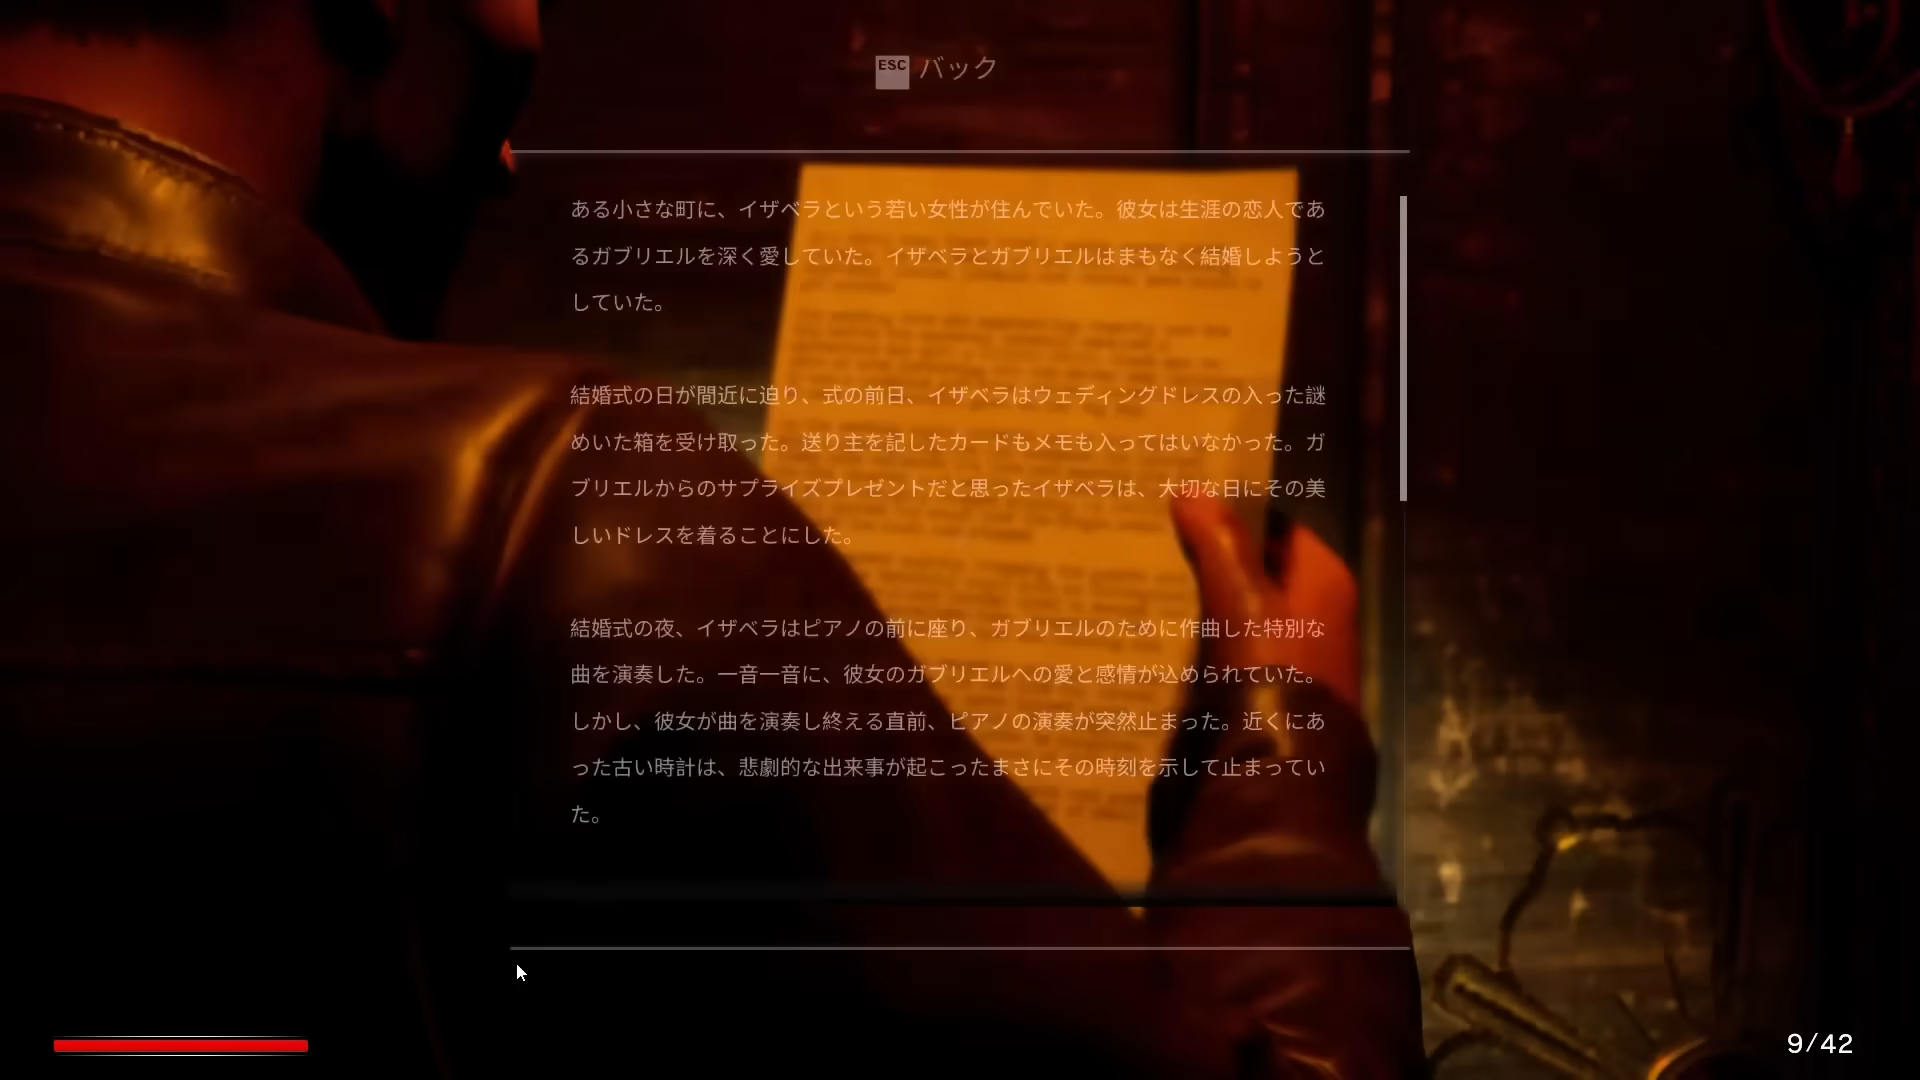 ESC バック
ある小さな町に、イザベラという若い女性が住んでいた。彼女は生涯の恋人であ
るガブリエルを深く愛していた。イザベラとガブリエルはまもなく結婚しようと
していた。
結婚式の日が間近に迫り、式の前日、イザベラはウェディングドレスの入った謎
めいた箱を受け取った。送り主を記したカードもメモも入ってはいなかった。ガ
ブリエルからのサプライズプレゼントだと思ったイザベラは、大切な日にその美
しいドレスを着ることにした。
結婚式の夜、イザベラはピアノの前に座り、ガブリエルのために作曲した特別な
曲を演奏した。一音一音に、彼女のガブリエルへの愛と感情が込められていた。
しかし、彼女が曲を演奏し終える直前、ピアノの演奏が突然止まった。近くにあ
った古い時計は、悲劇的な出来事が起こったまさにその時刻を示して止まってい
た。
9/42